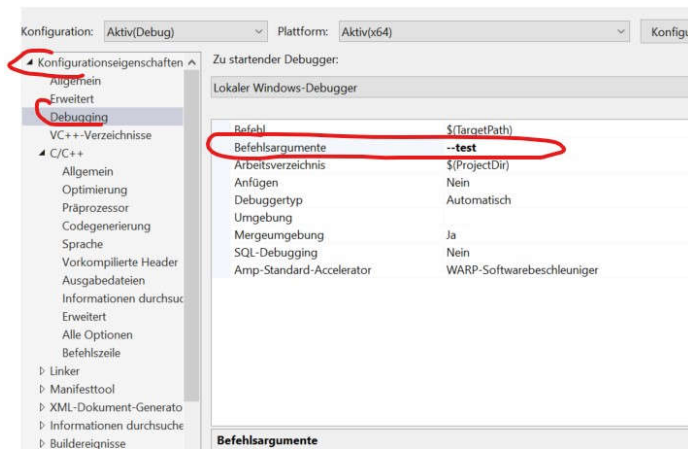 Konfiguration: Aktiv(Debug) Plattform: Aktiv(x64) Konfigu
Konfigurationseigenschaften
Allgemein
Erweitert
Debugging
VC++-Verzeichnisse
C/C++
Allgemein
Optimierung
Präprozessor
Codegenerierung
Sprache
Vorkompilierte Header
Ausgabedateien
Informationen durchsuc
Erweitert
Alle Optionen
Befehlszeile
Linker
Manifesttool
XML-Dokument-Generato
Informationen durchsuche
Buildereignisse
Zu startender Debugger:
Lokaler Windows-Debugger
Befehl $(TargetPath)
Befehlsargumente --test
Arbeitsverzeichnis $(ProjectDir)
Anfügen Nein
Debuggertyp Automatisch
Umgebung
Mergeumgebung Ja
SQL-Debugging Nein
Amp-Standard-Accelerator WARP-Softwarebeschleuniger
Befehlsargumente